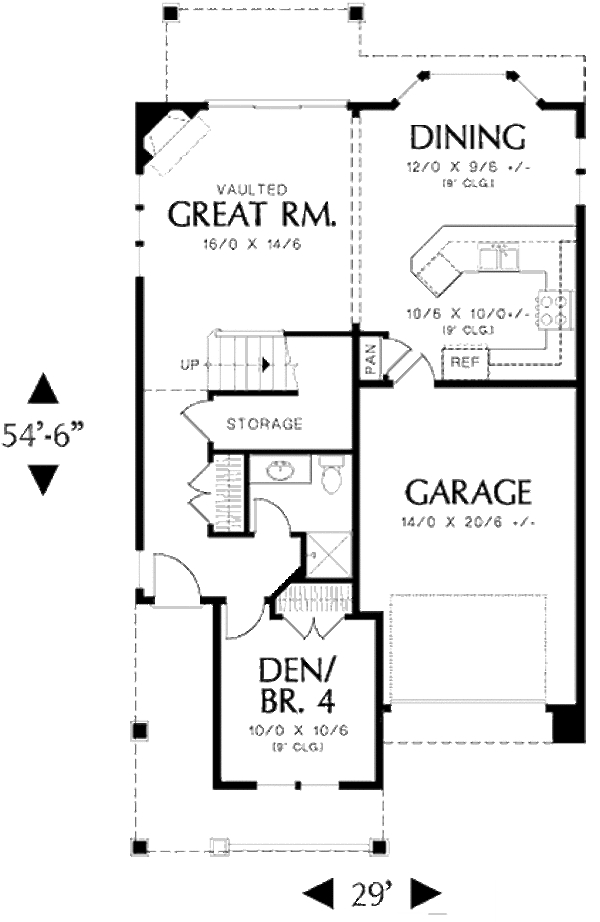 DINING
12/0 X 9/6 +/-
(9' CLG.)
VAULTED
GREAT RM.
16/0 X 14/6
10/6 X 10/0+/-
(9' CLG.)
UP
PAN
REF
STORAGE
54'-6"
GARAGE
14/0 X 20/6 +/-
DEN/
BR. 4
10/0 X 10/6
(9' CLG.)
29'